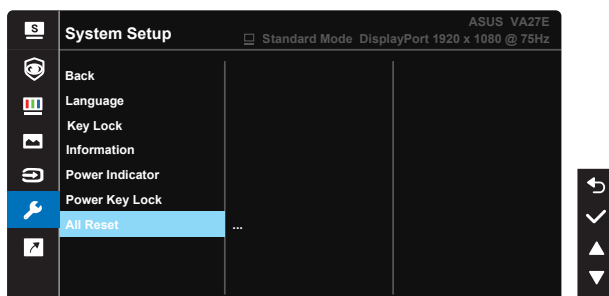 S
System Setup
ASUS VA27E
Standard Mode DisplayPort 1920 x 1080 @ 75Hz
Back
Language
Key Lock
Information
Power Indicator
Power Key Lock
All Reset ...